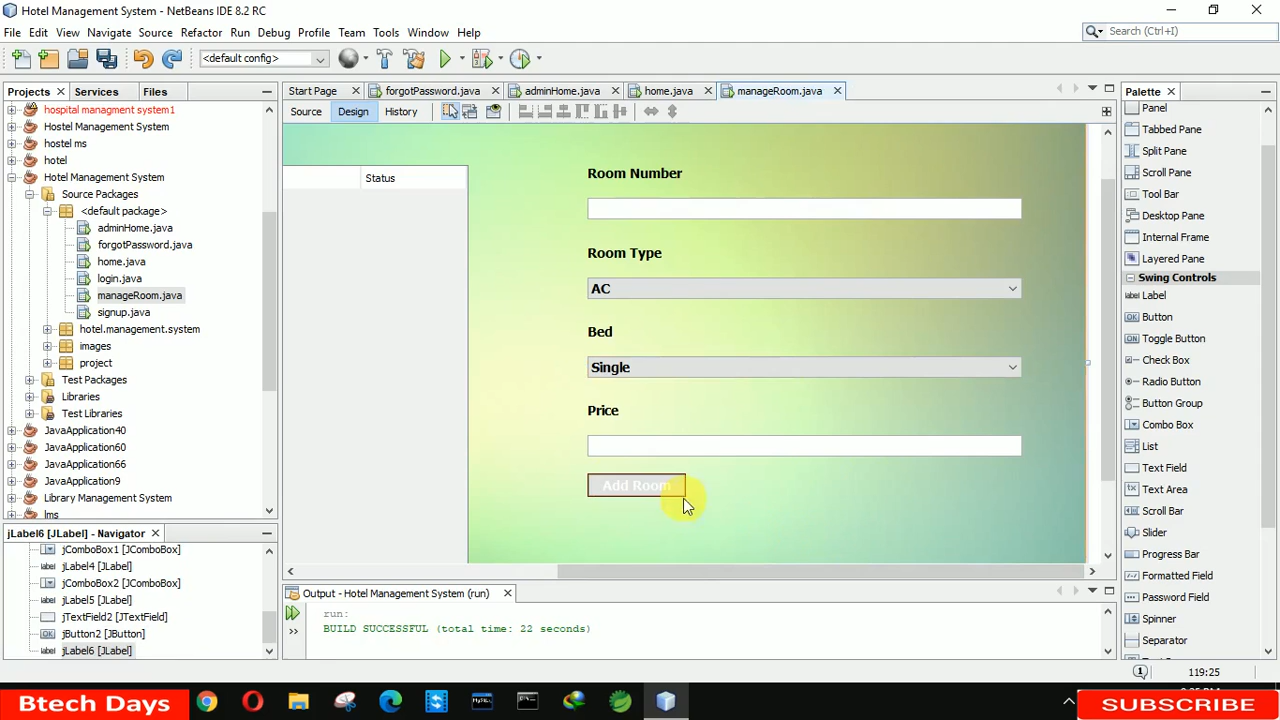 Hotel Management System - NetBeans IDE 8.2 RC
File Edit View Navigate Source Refactor Run Debug Profile Team Tools Window Help
Search (Ctrl+I)
<default config>
Projects Services Files
Start Page forgotPassword.java adminHome.java home.java manageRoom.java
Palette
Source Design History
hospital managment system1
Hostel Management System
hostel ms
hotel
Hotel Management System
Source Packages
<default package>
adminHome.java
forgotPassword.java
home.java
login.java
manageRoom.java
signup.java
hotel.management.system
images
project
Test Packages
Libraries
Test Libraries
JavaApplication40
JavaApplication60
JavaApplication66
JavaApplication9
Library Management System
lms
Status
Room Number
Room Type
AC
Bed
Single
Price
Add Room
Panel
Tabbed Pane
Split Pane
Scroll Pane
Tool Bar
Desktop Pane
Internal Frame
Layered Pane
Swing Controls
Label
Button
Toggle Button
Check Box
Radio Button
Button Group
Combo Box
List
Text Field
Text Area
Scroll Bar
Slider
Progress Bar
Formatted Field
Password Field
Spinner
Separator
jLabel6 [JLabel] - Navigator
jComboBox1 [JComboBox]
jLabel4 [JLabel]
jComboBox2 [JComboBox]
jLabel5 [JLabel]
jTextField2 [JTextField]
jButton2 [JButton]
jLabel6 [JLabel]
Output - Hotel Management System (run)
run:
BUILD SUCCESSFUL (total time: 22 seconds)
119:25
Btech Days
SUBSCRIBE